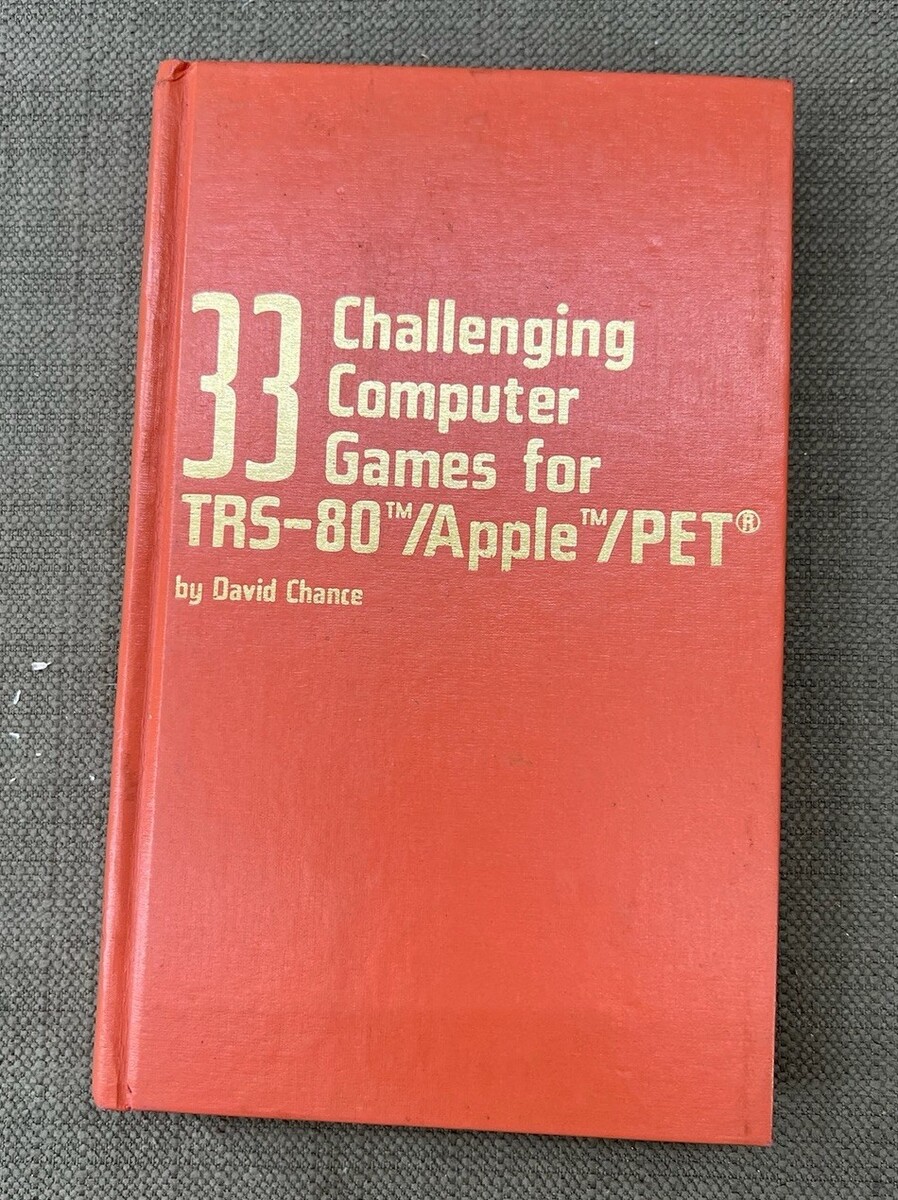 33 Challenging
Computer
Games for
TRS-80™/Apple™/PET®
by David Chance